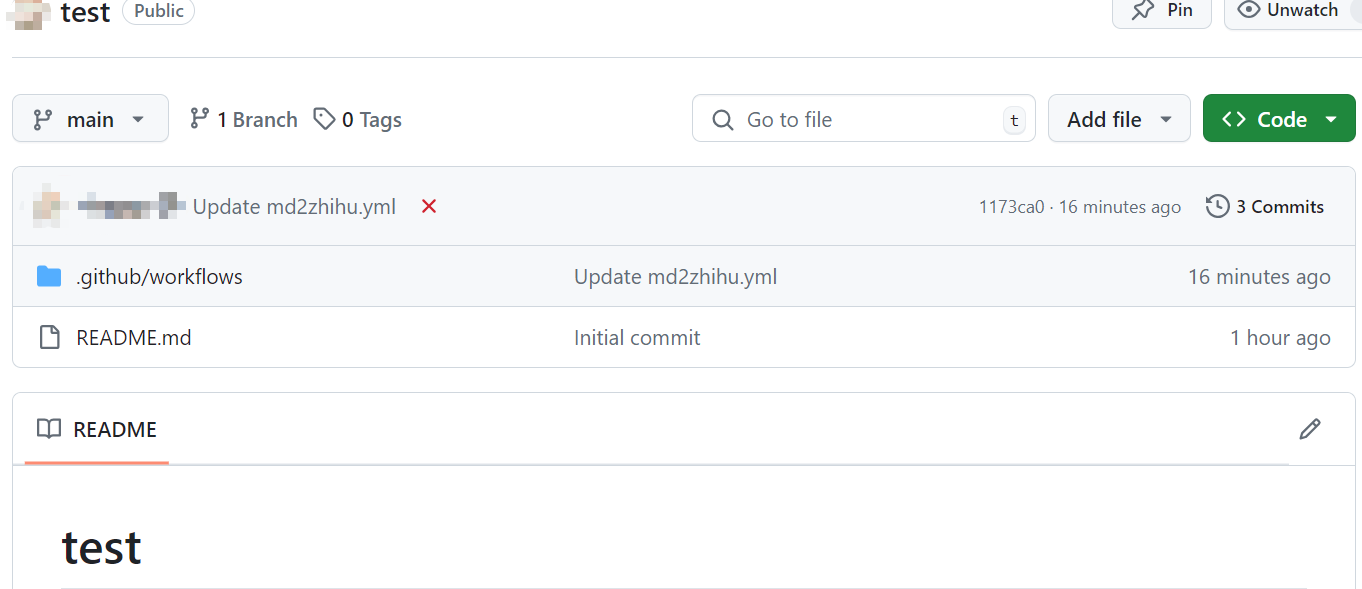 test Public Pin Unwatch
main 1 Branch 0 Tags Go to file t Add file Code
Update md2zhihu.yml 1173ca0 · 16 minutes ago 3 Commits
.github/workflows Update md2zhihu.yml 16 minutes ago
README.md Initial commit 1 hour ago
README
test